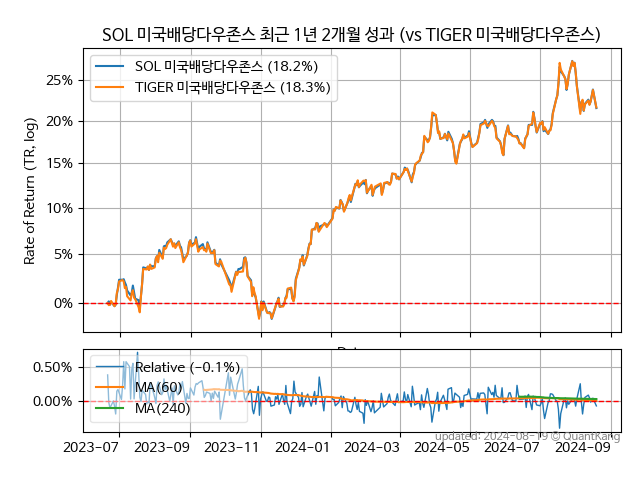 SOL 미국배당다우존스 최근 1년 2개월 성과 (vs TIGER 미국배당다우존스)
SOL 미국배당다우존스 (18.2%)
TIGER 미국배당다우존스 (18.3%)
Rate of Return (TR, log)
25%
20%
15%
10%
5%
0%
Relative (−0.1%)
MA(60)
MA(240)
0.50%
0.00%
updated: 2024-08-19 © QuantKang
2023-07
2023-09
2023-11
2024-01
2024-03
2024-05
2024-07
2024-09